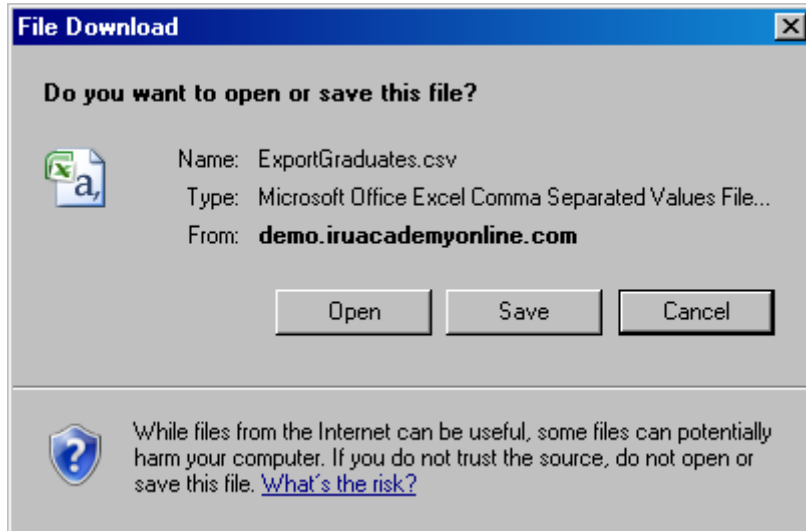 File Download
Do you want to open or save this file?
Name: ExportGraduates.csv
Type: Microsoft Office Excel Comma Separated Values File...
From: demo.iruacademyonline.com
Open Save Cancel
While files from the Internet can be useful, some files can potentially
harm your computer. If you do not trust the source, do not open or
save this file. What's the risk?